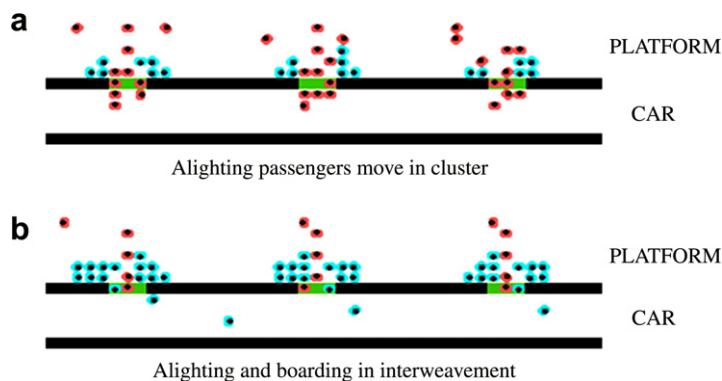 a
PLATFORM
CAR
Alighting passengers move in cluster
b
PLATFORM
CAR
Alighting and boarding in interweavement